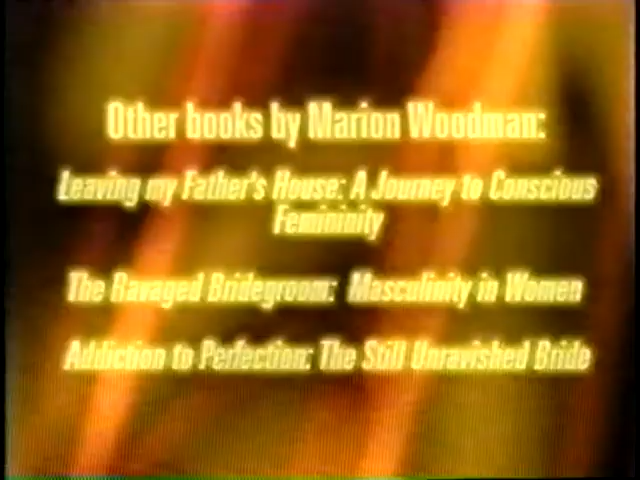 Other books by Marion Woodman:
Leaving my Father's House: A Journey to Conscious
Femininity
The Ravaged Bridegroom: Masculinity in Women
Addiction to Perfection: The Still Unravished Bride